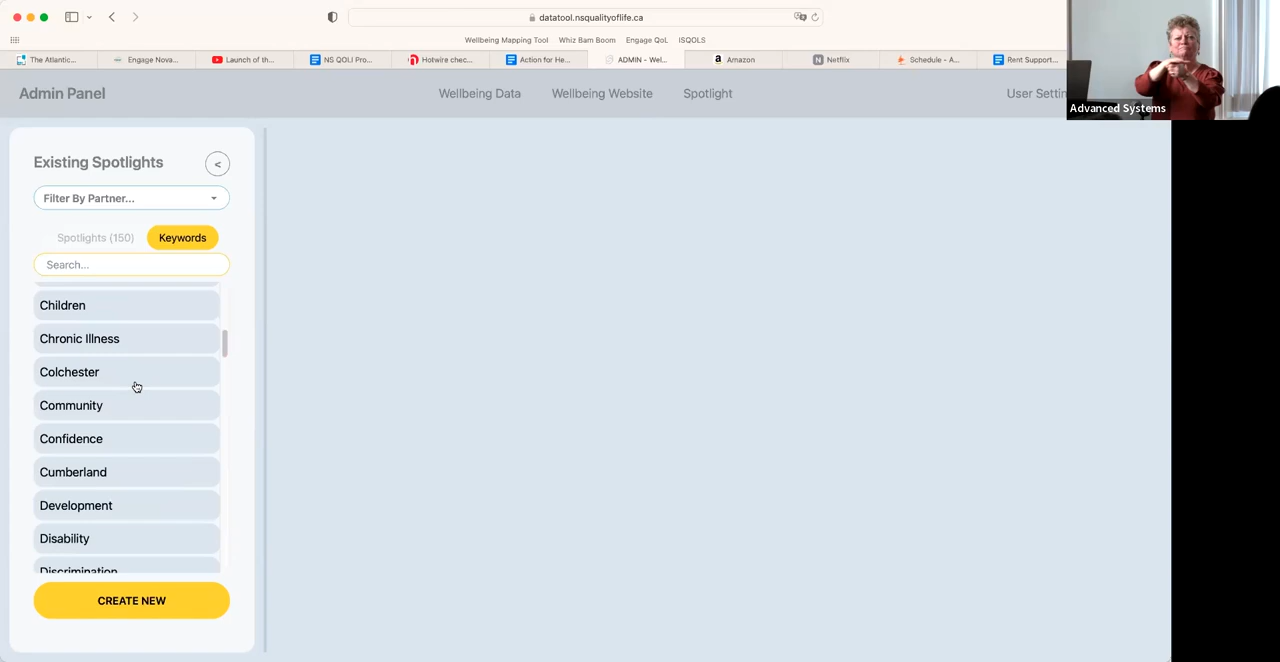 datatool.nsqualityoflife.ca
Wellbeing Mapping Tool Whiz Bam Boom Engage QoL ISQOLS
The Atlantic... Engage Nova... Launch of th... NS QOLI Pro... Hotwire chec... Action for He... ADMIN - Wel... Amazon Netflix Schedule - A... Rent Support...
Admin Panel Wellbeing Data Wellbeing Website Spotlight User
Advanced Systems
Existing Spotlights <
Filter By Partner...
Spotlights (150) Keywords
Search...
Children
Chronic Illness
Colchester
Community
Confidence
Cumberland
Development
Disability
Discrimination
CREATE NEW